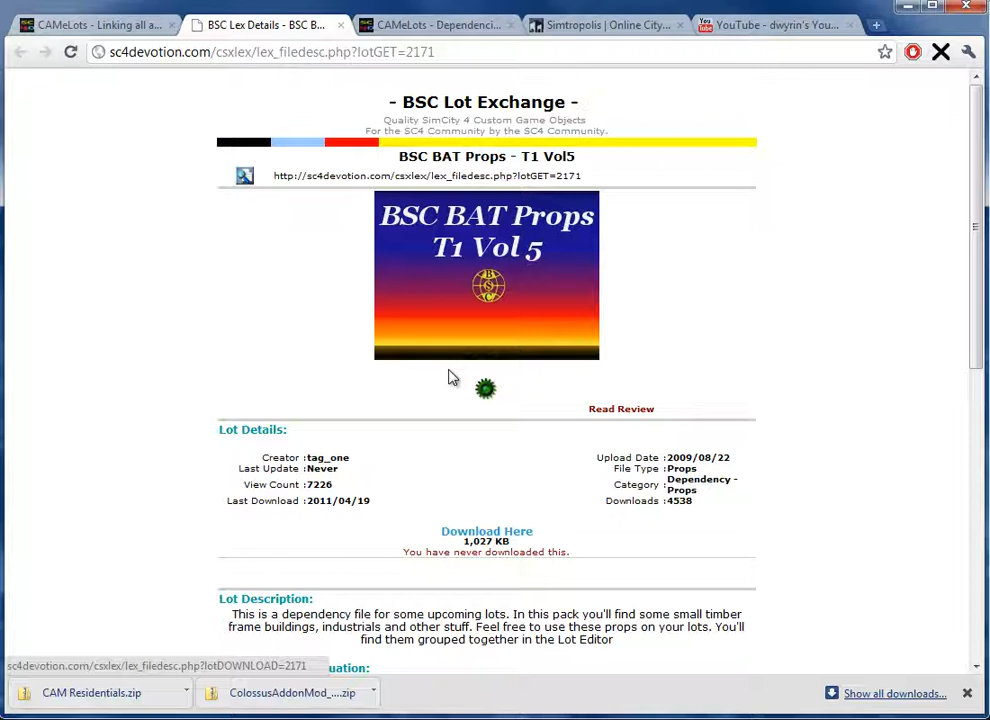 CAMeLots - Linking all a...
BSC Lex Details - BSC B...
CAMeLots - Dependenci...
Simtropolis | Online City...
YouTube - dwyrin's You...
sc4devotion.com/csxlex/lex_filedesc.php?lotGET=2171
- BSC Lot Exchange -
Quality SimCity 4 Custom Game Objects
For the SC4 Community by the SC4 Community.
BSC BAT Props - T1 Vol5
http://sc4devotion.com/csxlex/lex_filedesc.php?lotGET=2171
BSC BAT Props
T1 Vol 5
B
S
C
Read Review
Lot Details:
Creator :tag_one
Last Update :Never
View Count :7226
Last Download :2011/04/19
Upload Date :2009/08/22
File Type :Props
Category :Dependency - Props
Downloads :4538
Download Here
1,027 KB
You have never downloaded this.
Lot Description:
This is a dependency file for some upcoming lots. In this pack you'll find some small timber
frame buildings, industrials and other stuff. Feel free to use these props on your lots. You'll
find them grouped together in the Lot Editor
uation:
sc4devotion.com/csxlex/lex_filedesc.php?lotDOWNLOAD=2171
CAM Residentials.zip
ColossusAddonMod_....zip
Show all downloads...